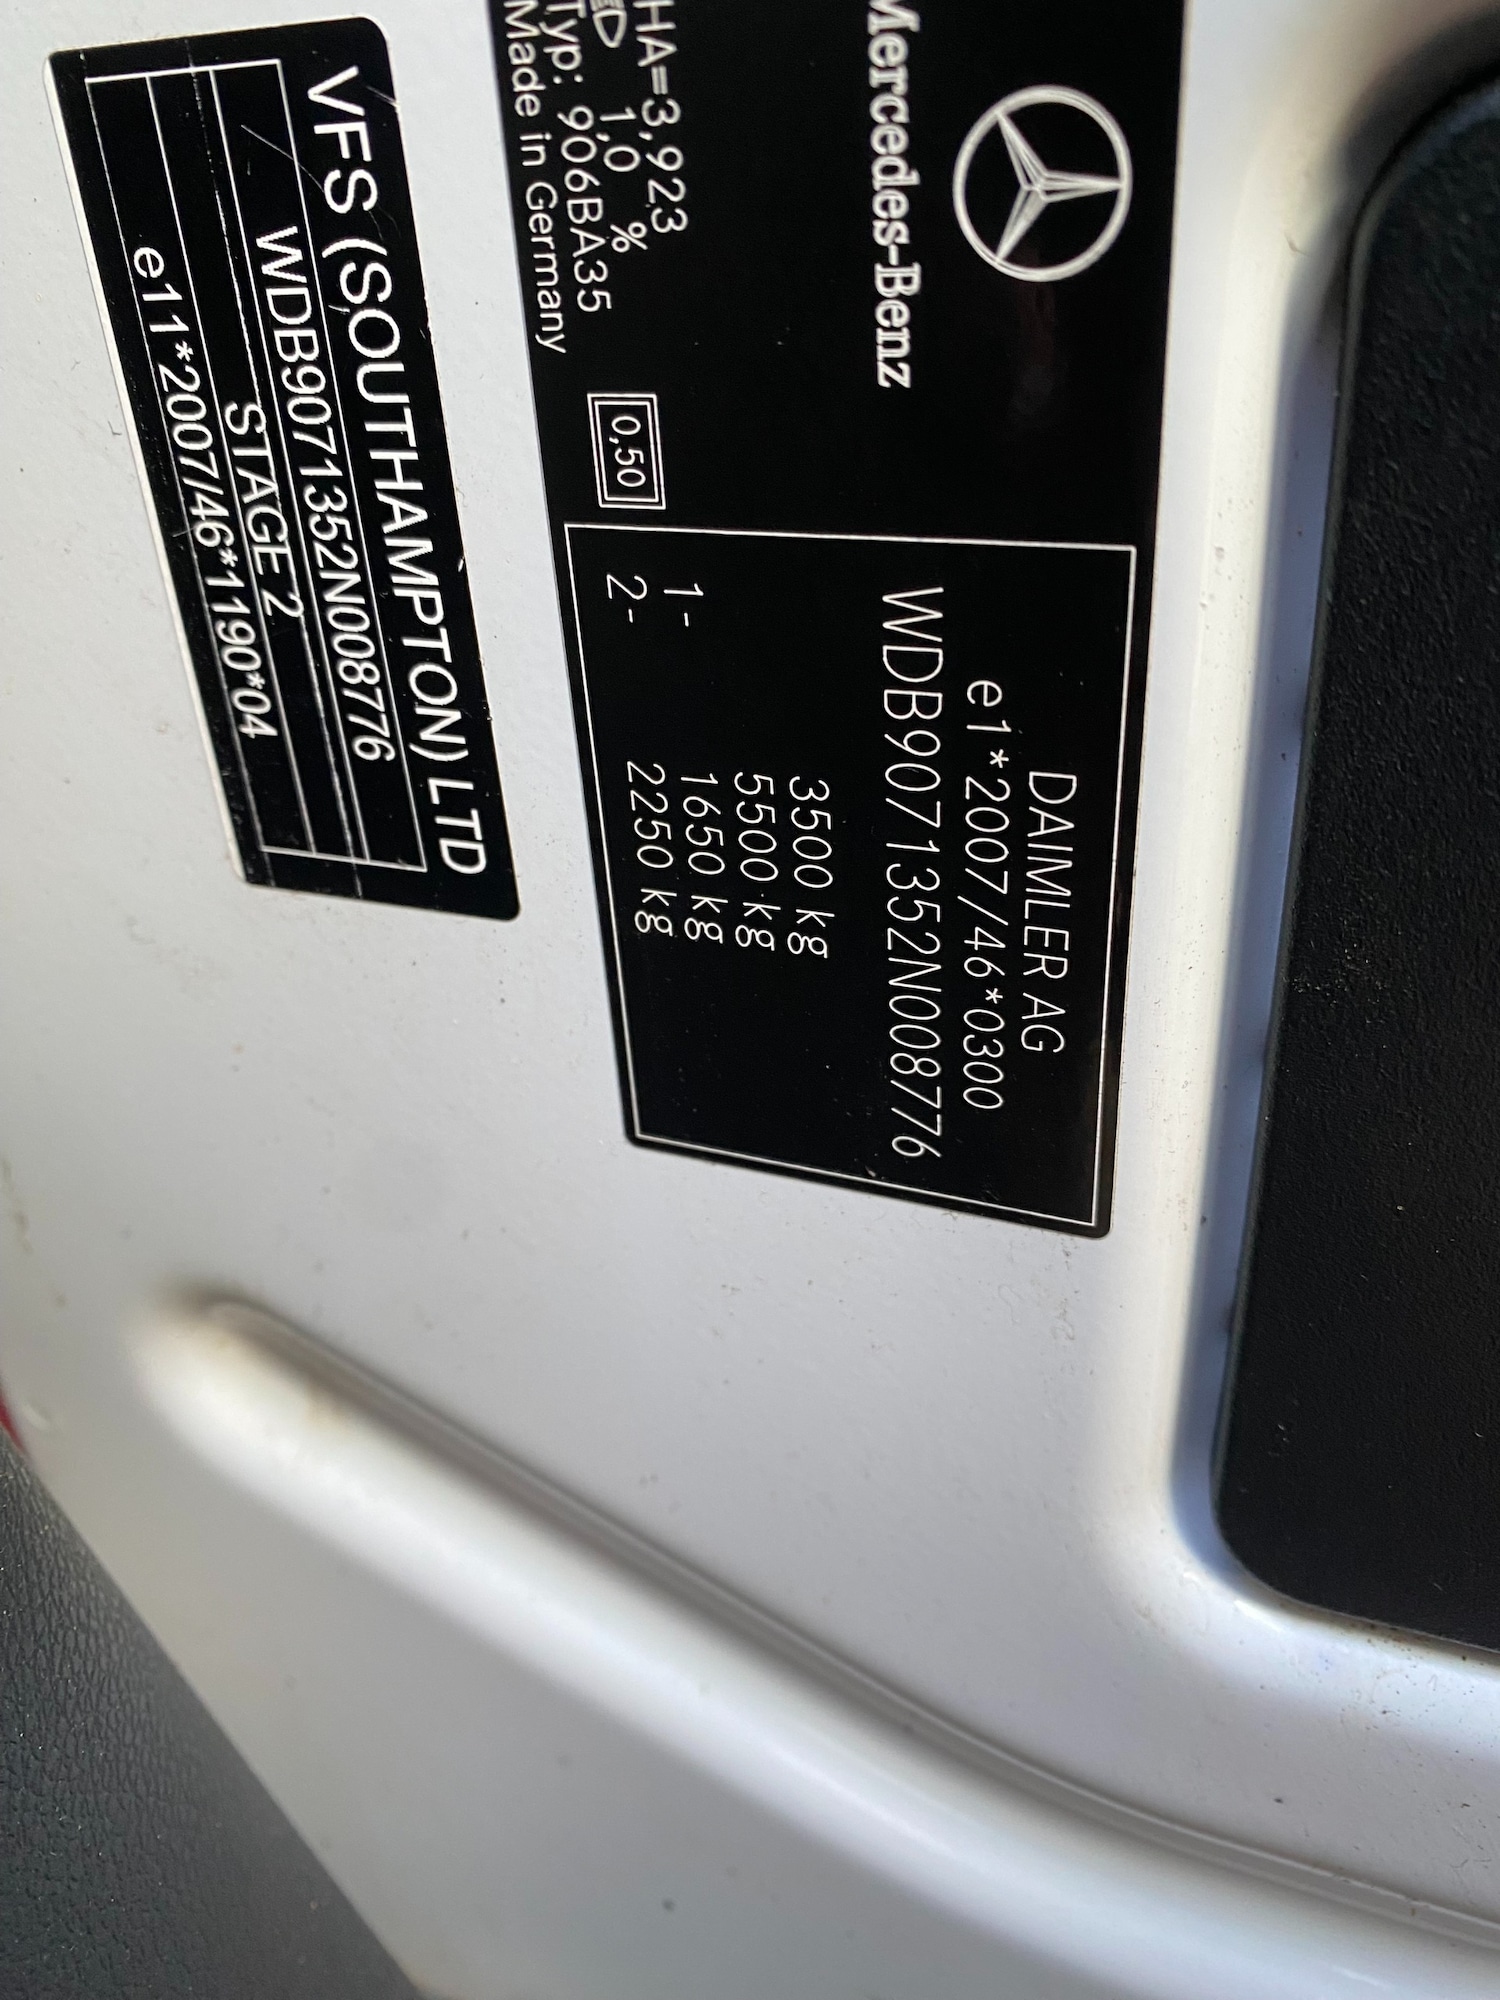 Mercedes-Benz
DAIMLER AG
e1*2007/46*0300
WDB9071352N008776
3500 kg
5500 kg
1- 1650 kg
2- 2250 kg
HA=3,923
1,0 %
Typ: 906BA35
Made in Germany
0,50
VFS (SOUTHAMPTON) LTD
WDB9071352N008776
STAGE 2
e11*2007/46*1190*04